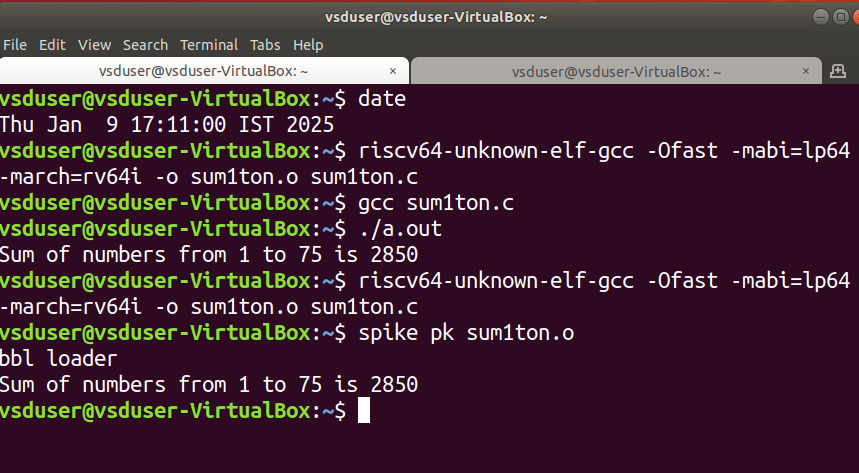 vsduser@vsduser-VirtualBox: ~
File Edit View Search Terminal Tabs Help
vsduser@vsduser-VirtualBox: ~ × vsduser@vsduser-VirtualBox: ~ ×
vsduser@vsduser-VirtualBox:~$ date
Thu Jan  9 17:11:00 IST 2025
vsduser@vsduser-VirtualBox:~$ riscv64-unknown-elf-gcc -Ofast -mabi=lp64
-march=rv64i -o sum1ton.o sum1ton.c
vsduser@vsduser-VirtualBox:~$ gcc sum1ton.c
vsduser@vsduser-VirtualBox:~$ ./a.out
Sum of numbers from 1 to 75 is 2850
vsduser@vsduser-VirtualBox:~$ riscv64-unknown-elf-gcc -Ofast -mabi=lp64
-march=rv64i -o sum1ton.o sum1ton.c
vsduser@vsduser-VirtualBox:~$ spike pk sum1ton.o
bbl loader
Sum of numbers from 1 to 75 is 2850
vsduser@vsduser-VirtualBox:~$